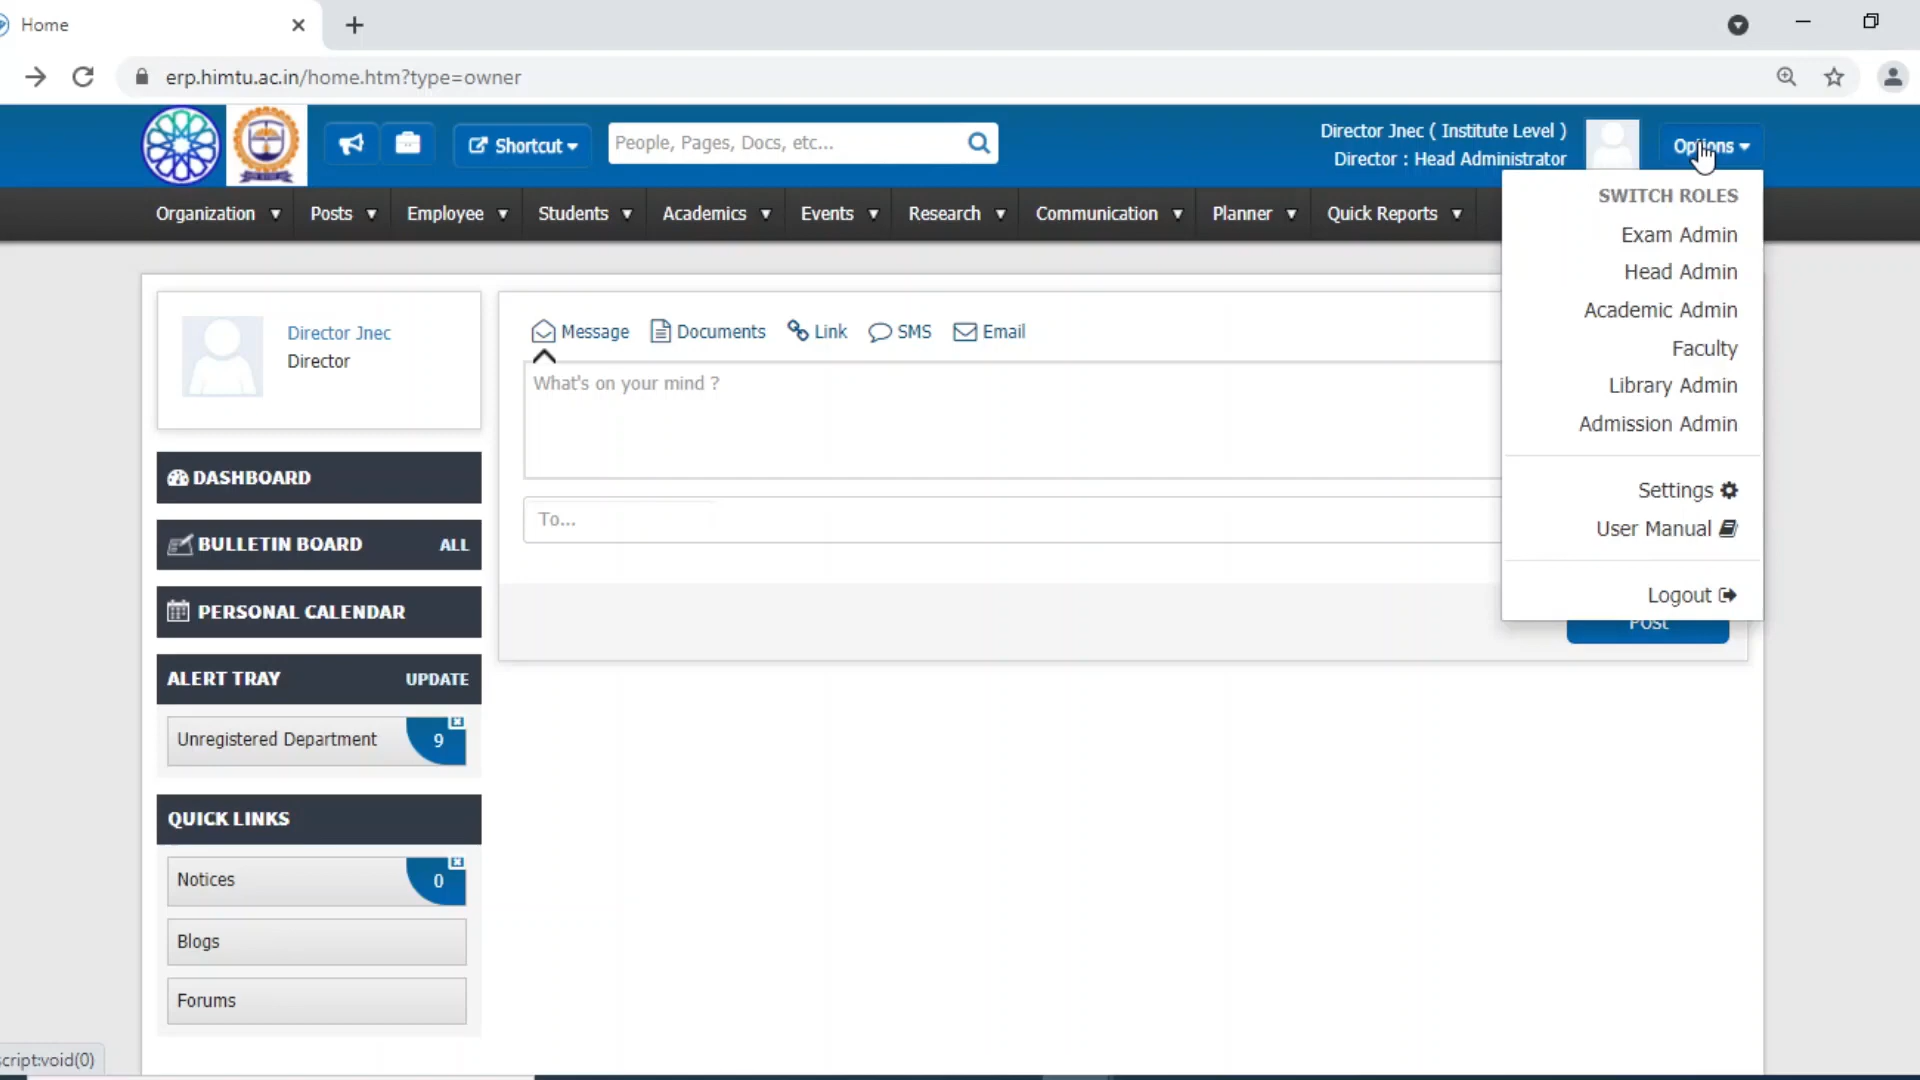 Home
erp.himtu.ac.in/home.htm?type=owner
Shortcut
People, Pages, Docs, etc...
Director Jnec ( Institute Level )
Director : Head Administrator
Options
Organization Posts Employee Students Academics Events Research Communication Planner Quick Reports
SWITCH ROLES
Exam Admin
Head Admin
Academic Admin
Faculty
Library Admin
Admission Admin
Settings
User Manual
Logout
Director Jnec
Director
Message Documents Link SMS Email
What's on your mind ?
To...
Post
DASHBOARD
BULLETIN BOARD ALL
PERSONAL CALENDAR
ALERT TRAY UPDATE
Unregistered Department 9
QUICK LINKS
Notices 0
Blogs
Forums
script:void(0)